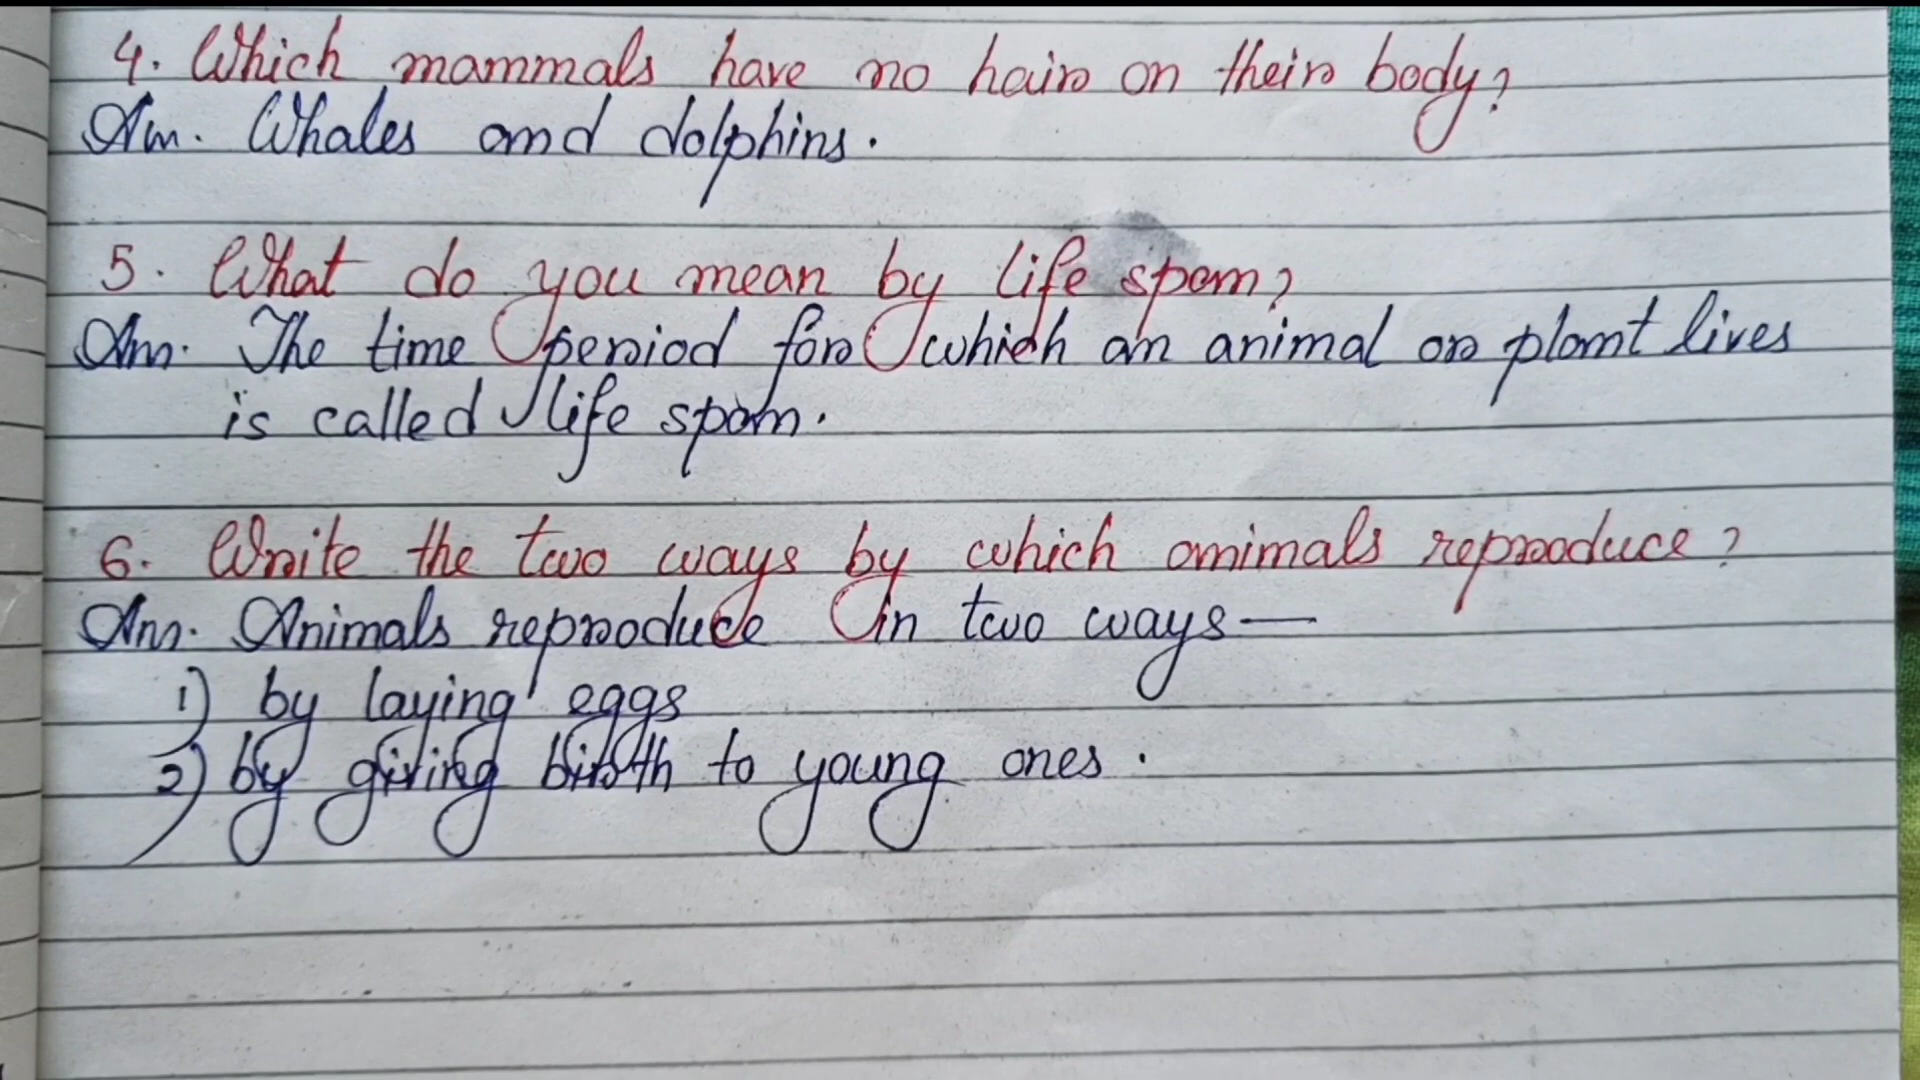 4. Which mammals have no hair on their body?
Ans. Whales and dolphins.
5. What do you mean by life span?
Ans. The time period for which an animal or plant lives
is called life span.
6. Write the two ways by which animals reproduce?
Ans. Animals reproduce in two ways—
1) by laying eggs
2) by giving birth to young ones.